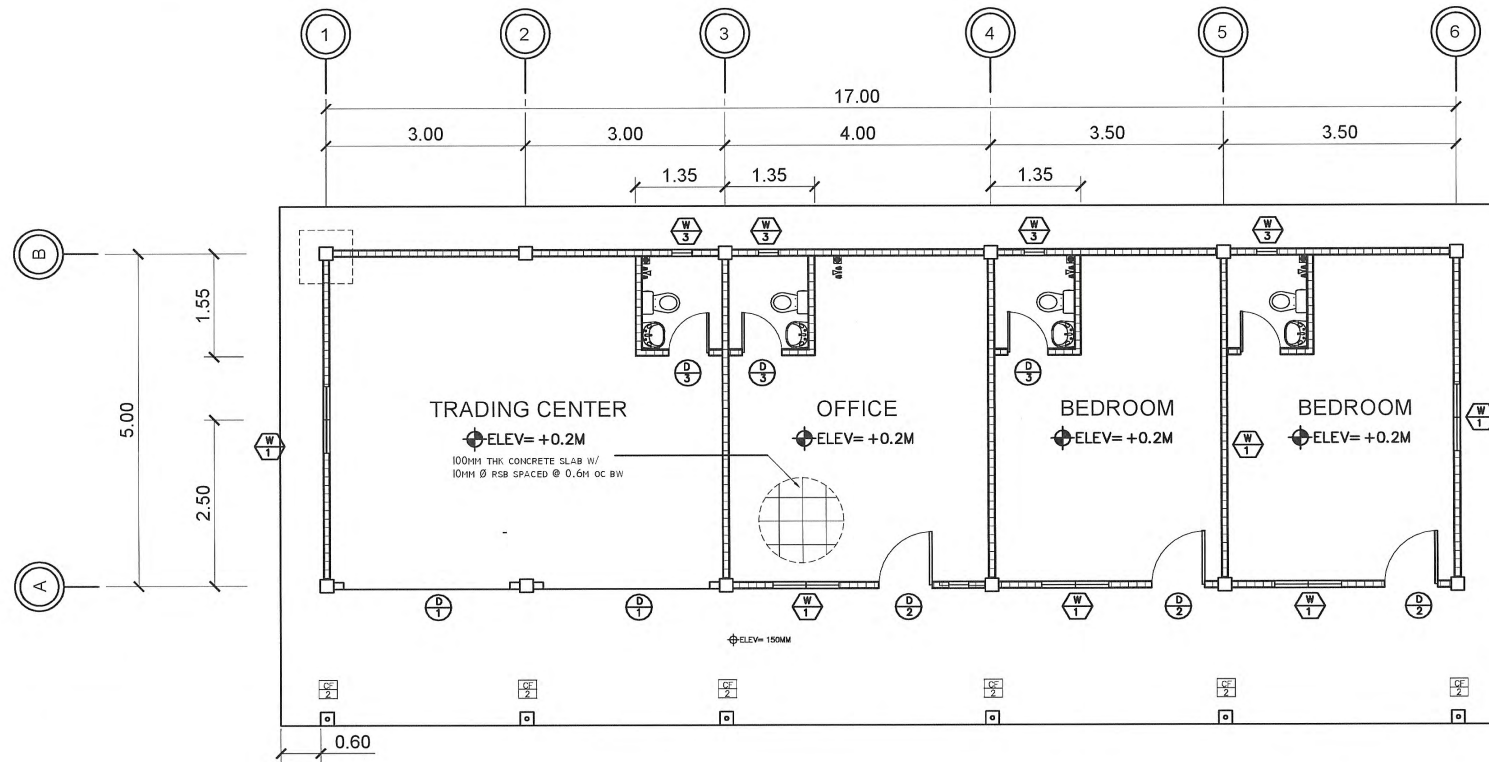 1 2 3 4 5 6
17.00
3.00 3.00 4.00 3.50 3.50
1.35 1.35 1.35
W 3 W 3 W 3 W 3
B
1.55
5.00
2.50
A
D 3 D 3 D 3
TRADING CENTER OFFICE BEDROOM BEDROOM
ELEV= +0.2M ELEV= +0.2M ELEV= +0.2M ELEV= +0.2M
W 1 W 1 W 1
100MM THK CONCRETE SLAB W/
10MM Ø RSB SPACED @ 0.6M OC BW
D 1 D 1 W 1 D 2 W 1 D 2 W 1 D 2
ELEV= 150MM
CF 2 CF 2 CF 2 CF 2 CF 2 CF 2
0.60